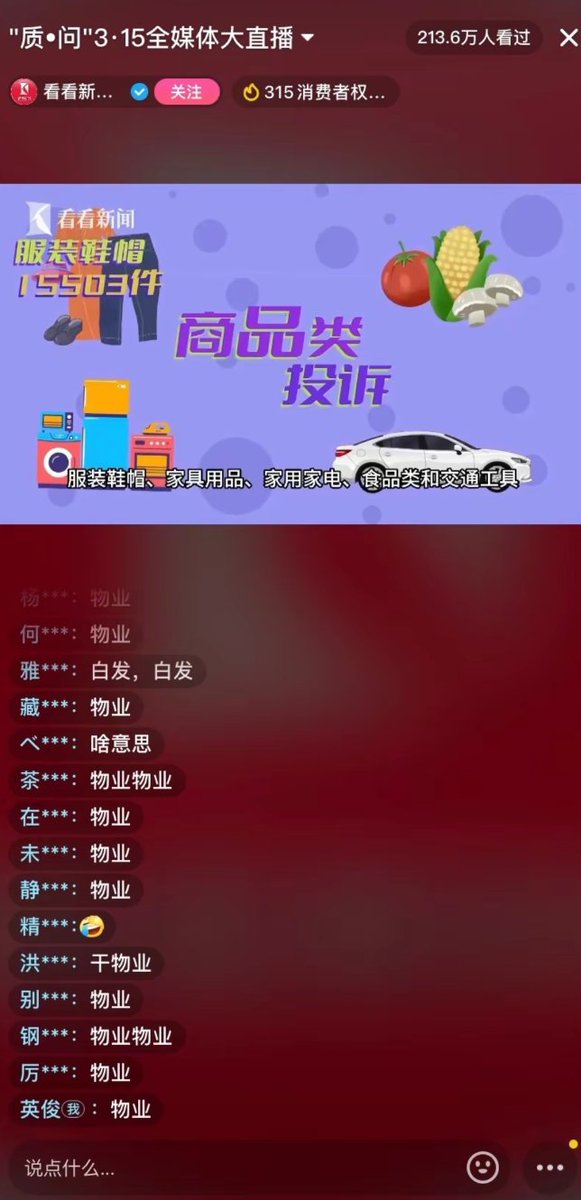 "质•问"3·15全媒体大直播
213.6万人看过
看看新... 关注 315消费者权...
看看新闻
服装鞋帽
15503件
商品类
投诉
服装鞋帽、家具用品、家用家电、食品类和交通工具
杨***：物业
何***：物业
雅***：白发，白发
藏***：物业
ベ***：啥意思
茶***：物业物业
在***：物业
未***：物业
静***：物业
精***:🤣
洪***：干物业
别***：物业
钢***：物业物业
厉***：物业
英俊我：物业
说点什么...